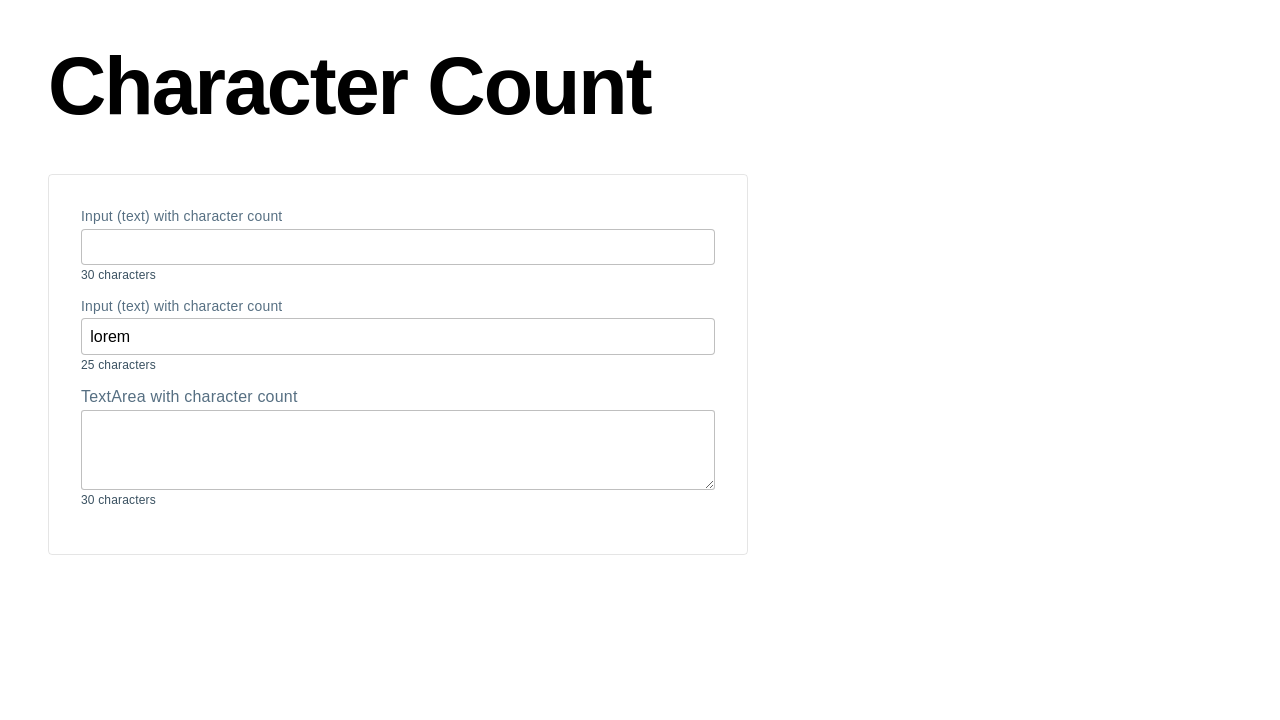 Character Count
Input (text) with character count
30 characters
Input (text) with character count
lorem
25 characters
TextArea with character count
30 characters